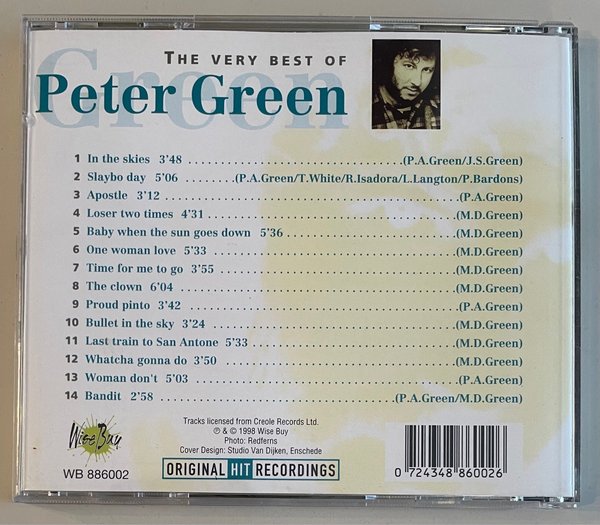 Green
THE VERY BEST OF
Peter Green
1 In the skies 3'48 (P.A.Green/J.S.Green)
2 Slaybo day 5'06 (P.A.Green/T.White/R.Isadora/L.Langton/P.Bardons)
3 Apostle 3'12 (P.A.Green)
4 Loser two times 4'31 (M.D.Green)
5 Baby when the sun goes down 5'36 (M.D.Green)
6 One woman love 5'33 (M.D.Green)
7 Time for me to go 3'55 (M.D.Green)
8 The clown 6'04 (M.D.Green)
9 Proud pinto 3'42 (P.A.Green)
10 Bullet in the sky 3'24 (M.D.Green)
11 Last train to San Antone 5'33 (M.D.Green)
12 Whatcha gonna do 3'50 (M.D.Green)
13 Woman don't 5'03 (P.A.Green)
14 Bandit 2'58 (P.A.Green/M.D.Green)
Tracks licensed from Creole Records Ltd.
℗ & © 1998 Wise Buy
Photo: Redferns
Cover Design: Studio Van Dijken, Enschede
Wise Buy
WB 886002
ORIGINAL HIT RECORDINGS
0 724348 860026